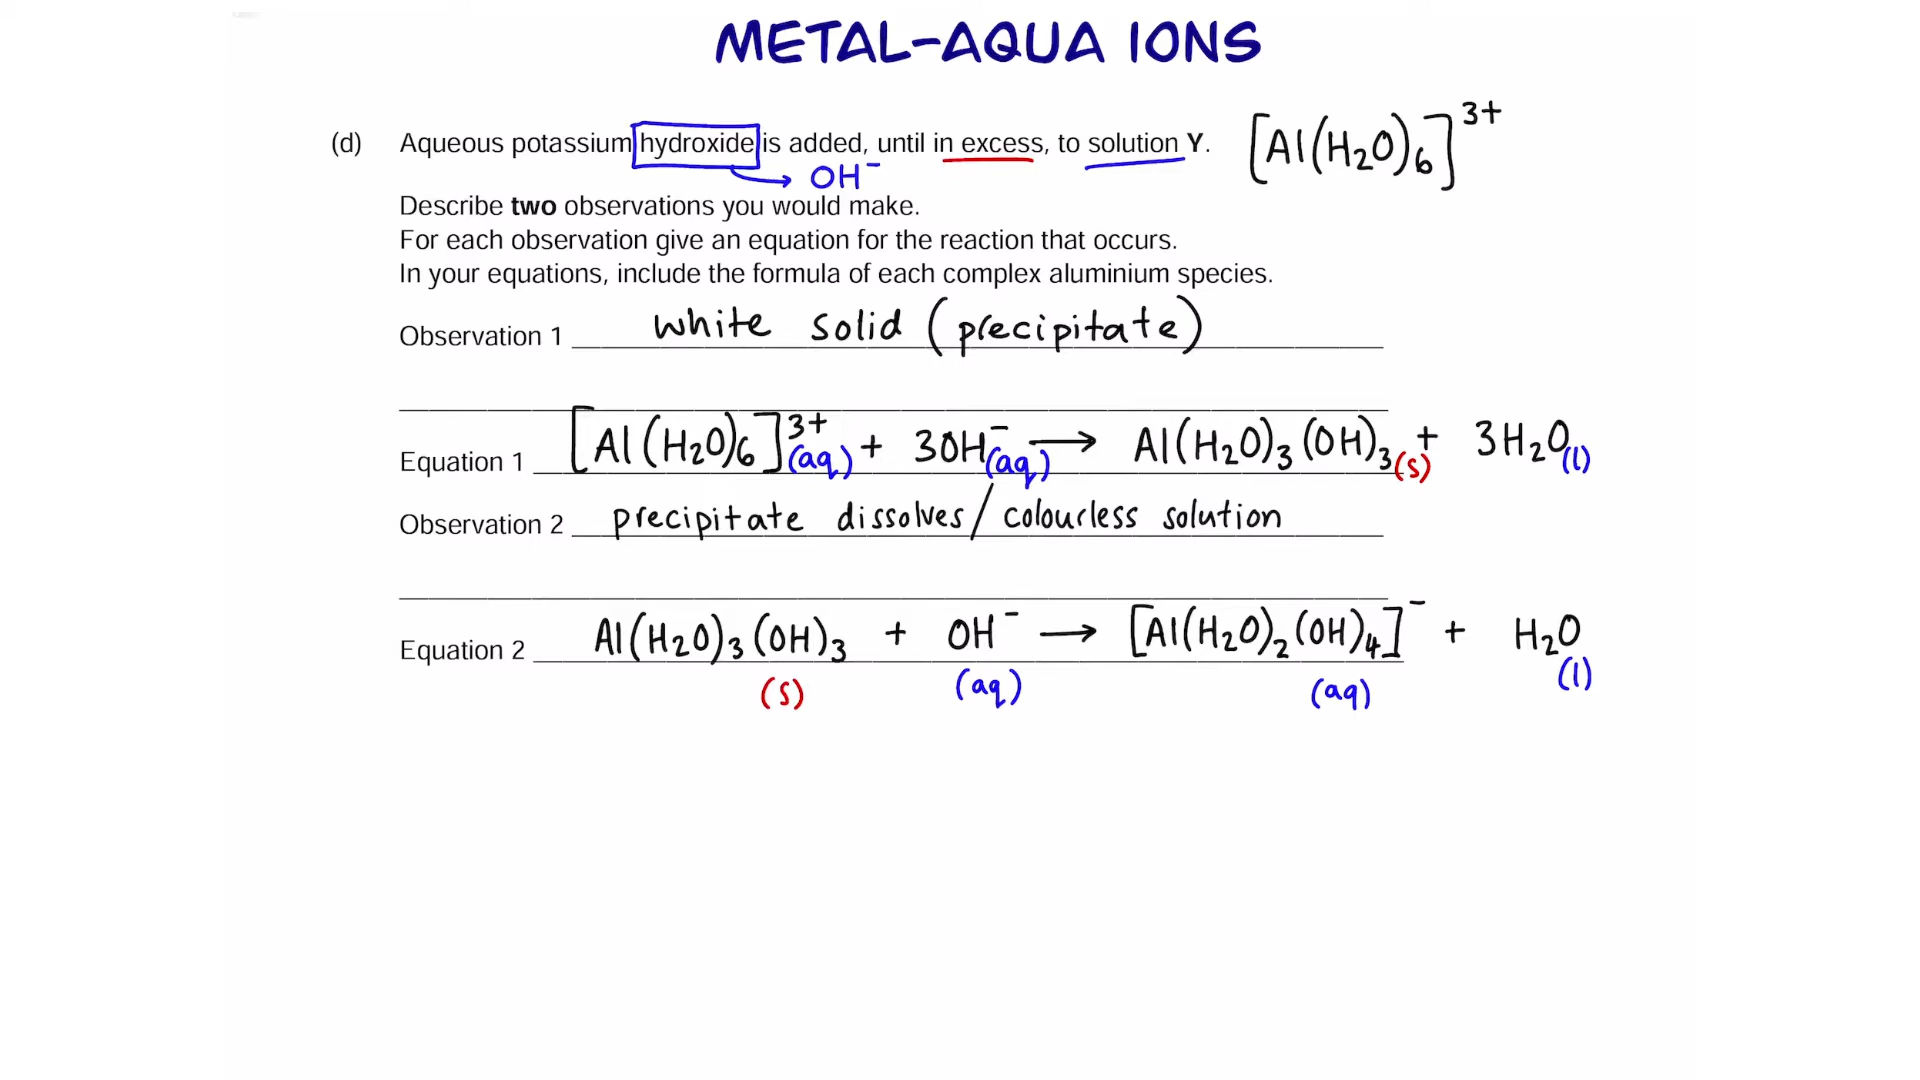 METAL-AQUA IONS
(d) Aqueous potassium hydroxide is added, until in excess, to solution Y. [Al(H₂O)₆]³⁺
OH⁻
Describe two observations you would make.
For each observation give an equation for the reaction that occurs.
In your equations, include the formula of each complex aluminium species.
Observation 1 white solid (precipitate)
Equation 1 [Al(H₂O)₆]³⁺(aq) + 3OH⁻(aq) → Al(H₂O)₃(OH)₃(s) + 3H₂O(l)
Observation 2 precipitate dissolves / colourless solution
Equation 2 Al(H₂O)₃(OH)₃ + OH⁻ → [Al(H₂O)₂(OH)₄]⁻ + H₂O
(s) (aq) (aq) (l)